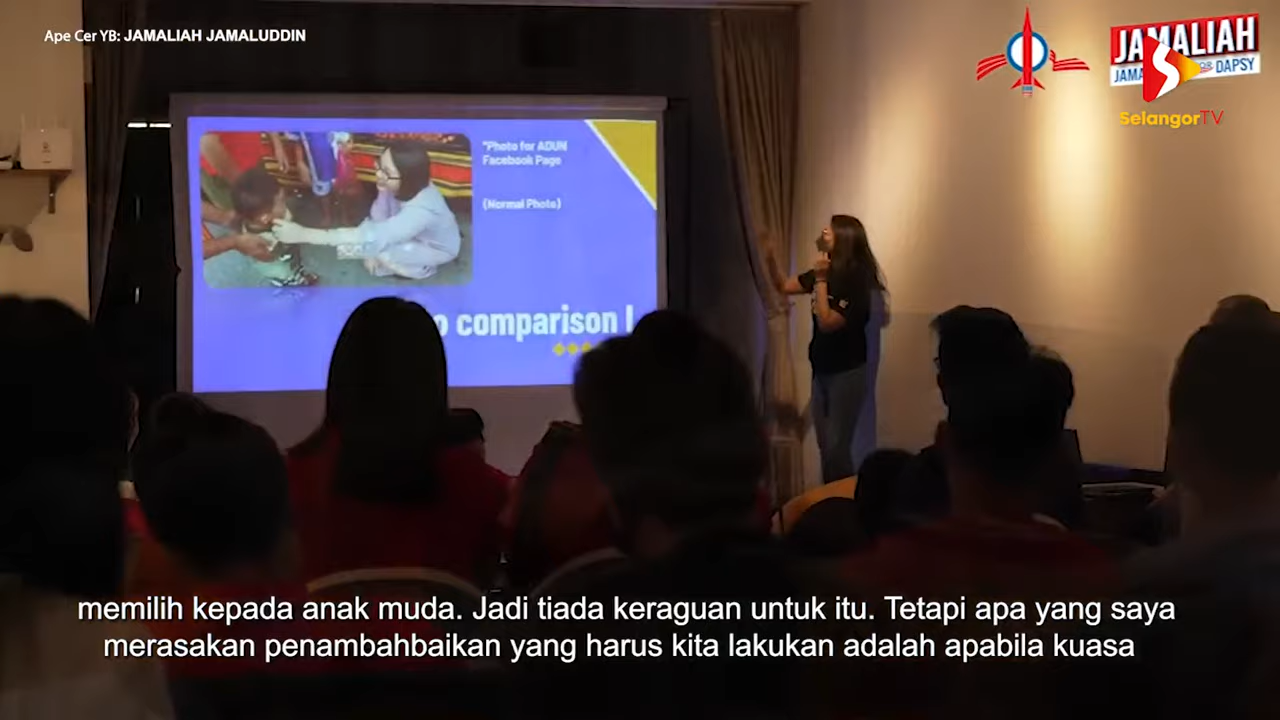 Ape Cer YB: JAMALIAH JAMALUDDIN
JAMALIAH
DAPSY
SelangorTV
"Photo for ADUN
Facebook Page
(Normal Photo)
comparison
memilih kepada anak muda. Jadi tiada keraguan untuk itu. Tetapi apa yang saya
merasakan penambahbaikan yang harus kita lakukan adalah apabila kuasa